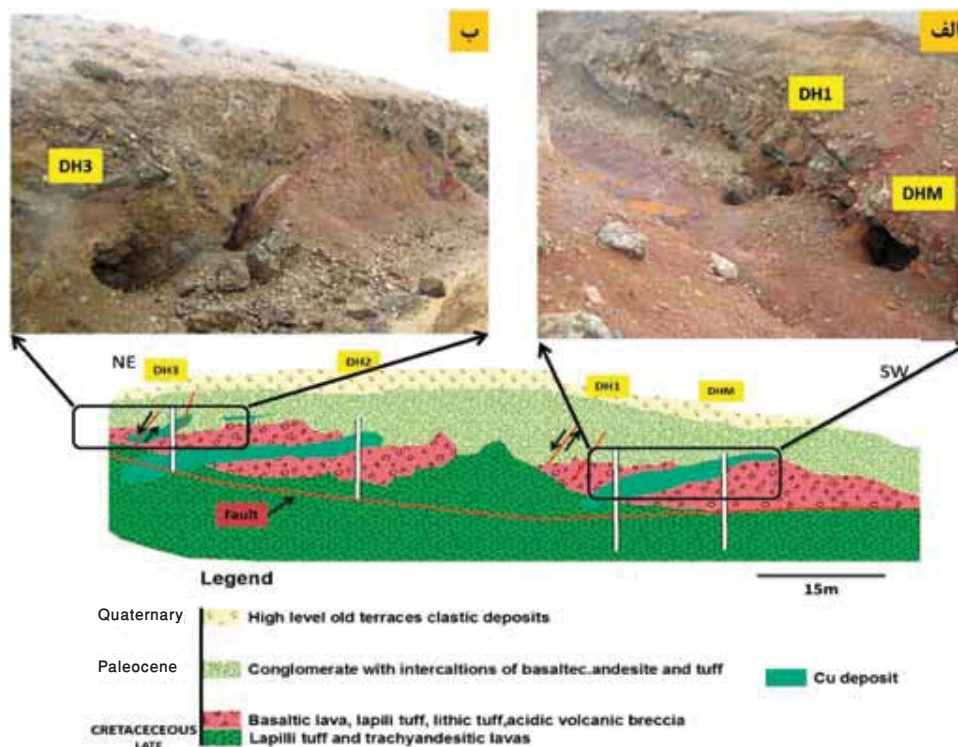 ب
الف
DH3
DH1
DHM
NE
SW
DH3
DH2
DH1
DHM
Fault
Legend
15m
Quaternary
High level old terraces clastic deposits
Paleocene
Conglomerate with intercaltions of basaltec.andesite and tuff
Cu deposit
CRETACECEOUS
Basaltic lava, lapili tuff, lithic tuff,acidic volcanic breccia
LATE
Lapilli tuff and trachyandesitic lavas